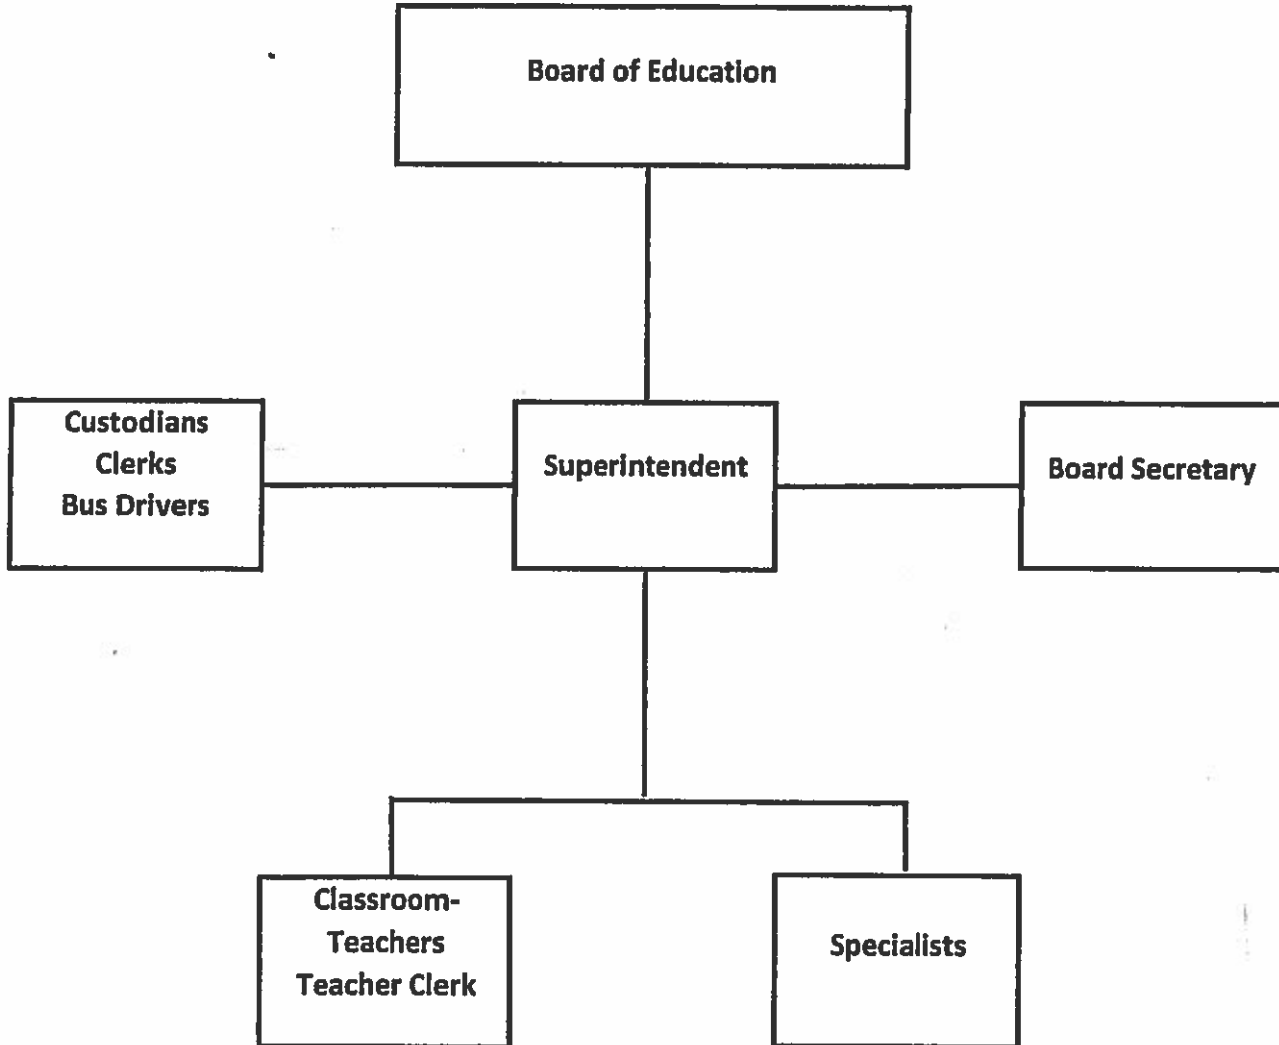 Board of Education
Custodians
Clerks
Bus Drivers
Superintendent
Board Secretary
Classroom-
Teachers
Teacher Clerk
Specialists